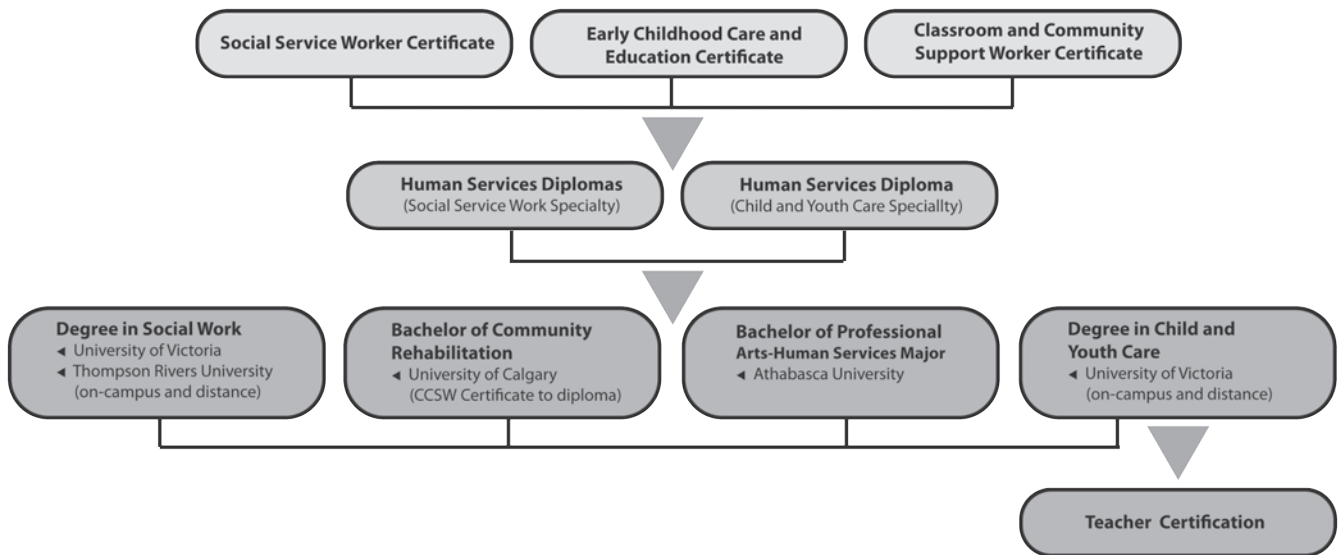 Social Service Worker Certificate
Early Childhood Care and
Education Certificate
Classroom and Community
Support Worker Certificate
Human Services Diplomas
(Social Service Work Specialty)
Human Services Diploma
(Child and Youth Care Speciallty)
Degree in Social Work
◄ University of Victoria
◄ Thompson Rivers University
(on-campus and distance)
Bachelor of Community
Rehabilitation
◄ University of Calgary
(CCSW Certificate to diploma)
Bachelor of Professional
Arts-Human Services Major
◄ Athabasca University
Degree in Child and
Youth Care
◄ University of Victoria
(on-campus and distance)
Teacher Certification